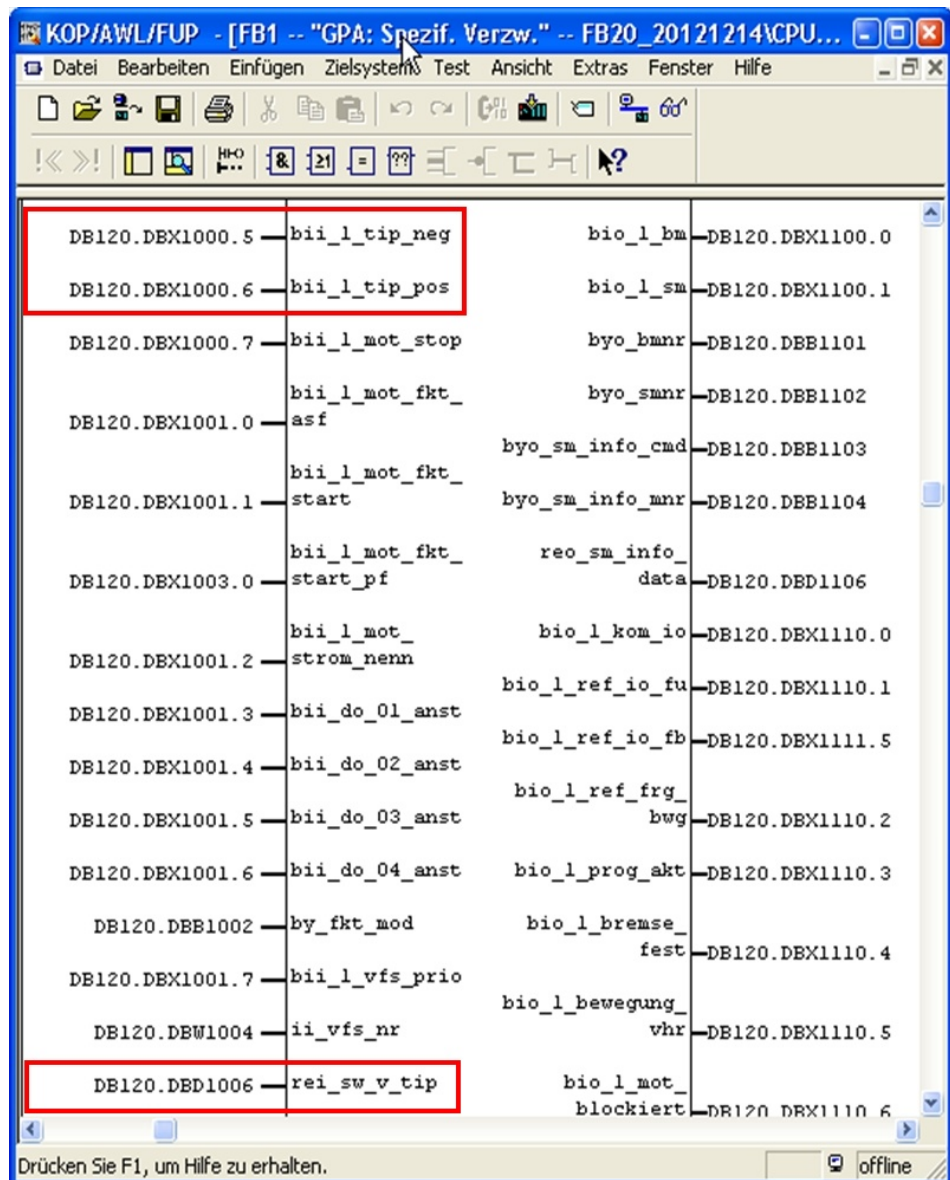 KOP/AWL/FUP - [FB1 -- "GPA: Spezif. Verzw." -- FB20_20121214\CPU...
Datei Bearbeiten Einfügen Zielsystem Test Ansicht Extras Fenster Hilfe
DB120.DBX1000.5 bii_l_tip_neg
DB120.DBX1000.6 bii_l_tip_pos
DB120.DBX1000.7 bii_l_mot_stop
bii_l_mot_fkt_
DB120.DBX1001.0 asf
bii_l_mot_fkt_
DB120.DBX1001.1 start
bii_l_mot_fkt_
DB120.DBX1003.0 start_pf
bii_l_mot_
DB120.DBX1001.2 strom_nenn
DB120.DBX1001.3 bii_do_01_anst
DB120.DBX1001.4 bii_do_02_anst
DB120.DBX1001.5 bii_do_03_anst
DB120.DBX1001.6 bii_do_04_anst
DB120.DBB1002 by_fkt_mod
DB120.DBX1001.7 bii_l_vfs_prio
DB120.DBW1004 ii_vfs_nr
DB120.DBD1006 rei_sw_v_tip
bio_l_bm DB120.DBX1100.0
bio_l_sm DB120.DBX1100.1
byo_bmnr DB120.DBB1101
byo_smnr DB120.DBB1102
byo_sm_info_cmd DB120.DBB1103
byo_sm_info_mnr DB120.DBB1104
reo_sm_info_
data DB120.DBD1106
bio_l_kom_io DB120.DBX1110.0
bio_l_ref_io_fu DB120.DBX1110.1
bio_l_ref_io_fb DB120.DBX1111.5
bio_l_ref_frg_
bwg DB120.DBX1110.2
bio_l_prog_akt DB120.DBX1110.3
bio_l_bremse_
fest DB120.DBX1110.4
bio_l_bewegung_
vhr DB120.DBX1110.5
bio_l_mot_
blockiert DB120.DBX1110.6
Drücken Sie F1, um Hilfe zu erhalten.
offline